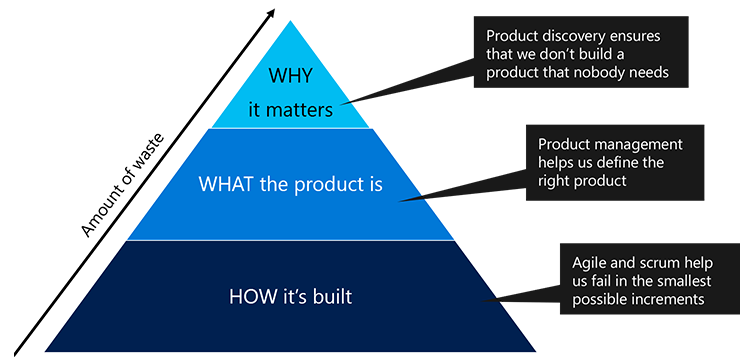 Product discovery ensures
that we don’t build a
product that nobody needs
WHY
it matters
Amount of waste
Product management
helps us define the
right product
WHAT the product is
Agile and scrum help
us fail in the smallest
possible increments
HOW it’s built